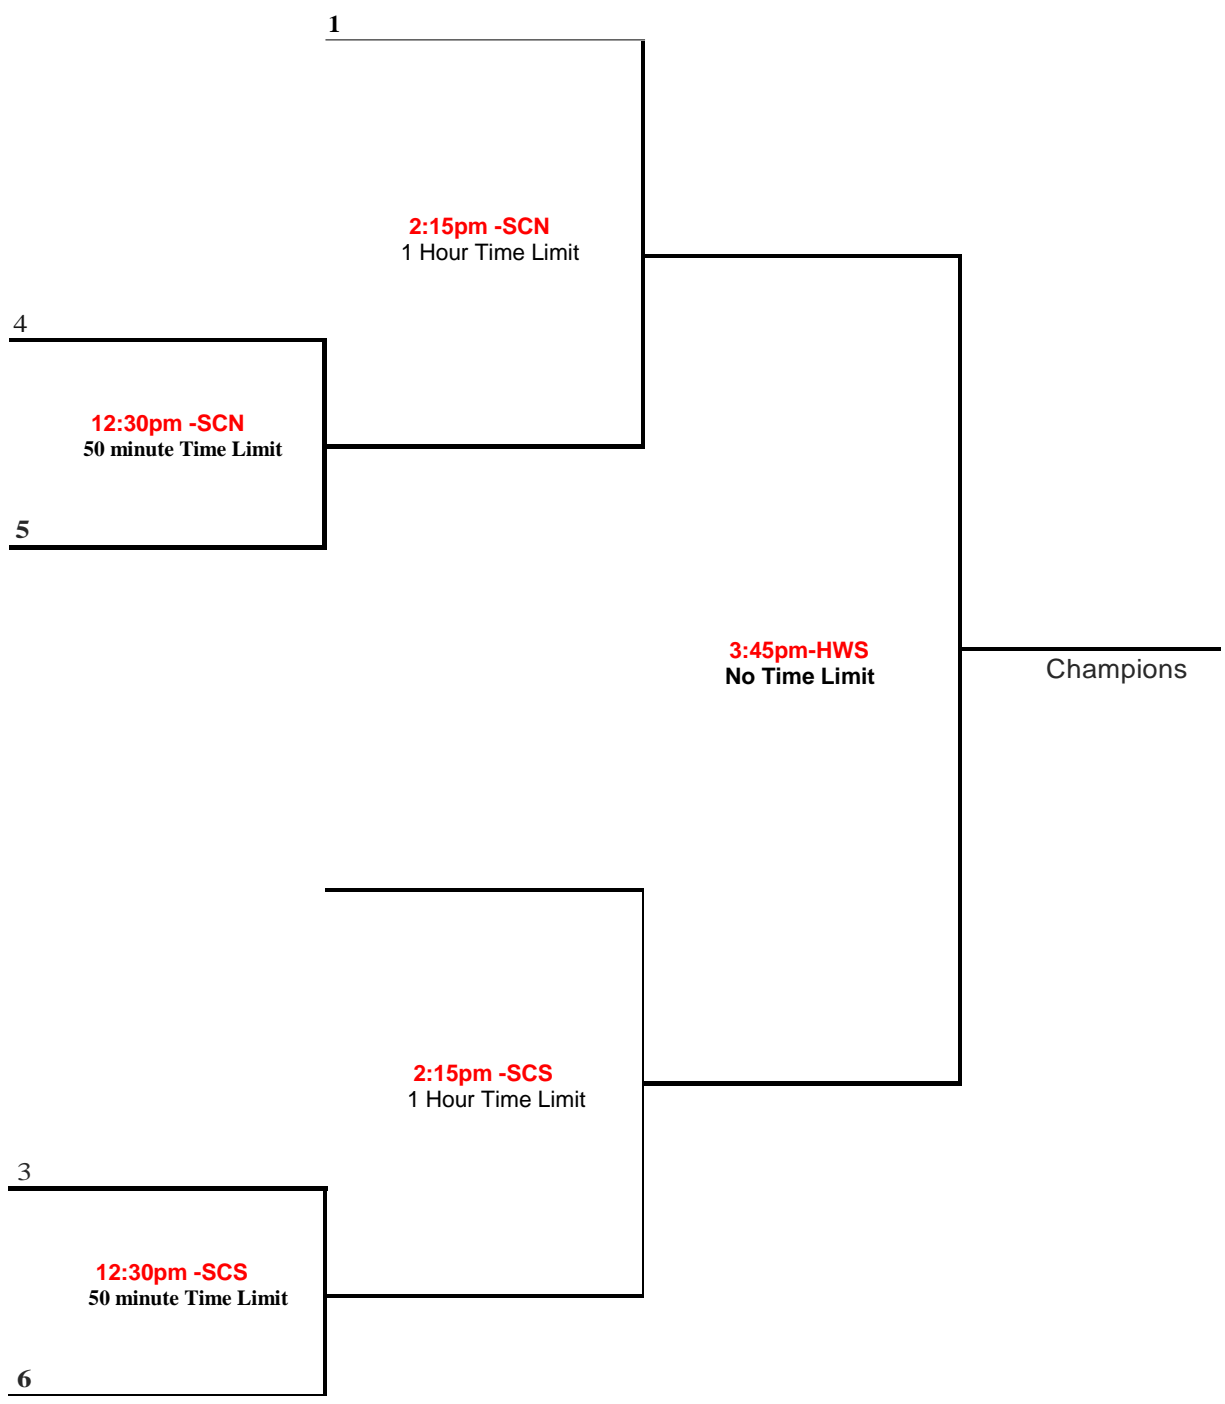 1
2:15pm -SCN
1 Hour Time Limit
4
12:30pm -SCN
50 minute Time Limit
5
3:45pm-HWS
No Time Limit
Champions
2:15pm -SCS
1 Hour Time Limit
3
12:30pm -SCS
50 minute Time Limit
6